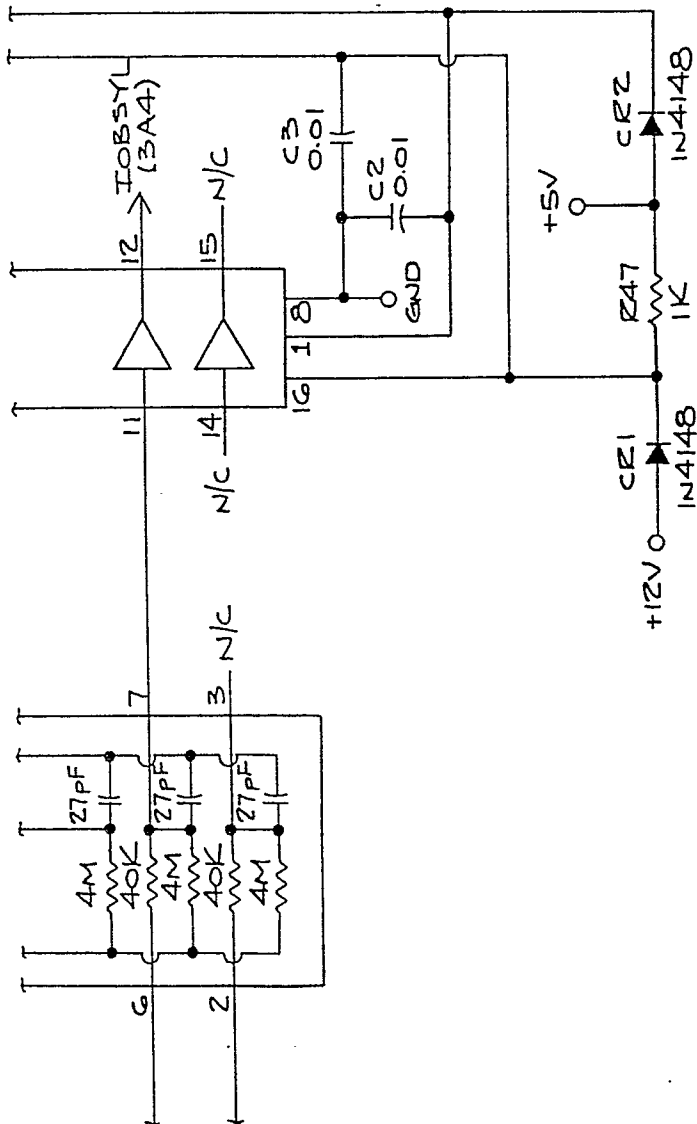 IOBSYL
(3A4)
12
15
N/C
C3
0.01
C2
0.01
8
GND
1
16
11
14
N/C
+5V
CR2
1N4148
R47
1K
CR1
1N4148
+12V
7
3
N/C
27pF
27pF
27pF
4M
40K
4M
40K
4M
6
2